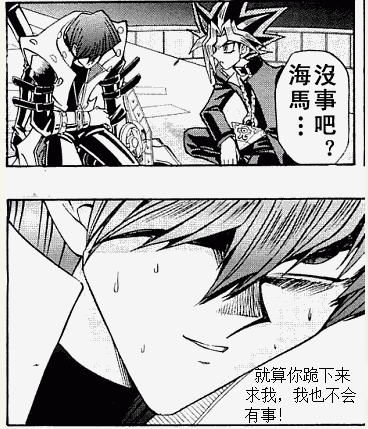 沒事吧？
海馬…
就算你跪下来
求我，我也不会
有事！